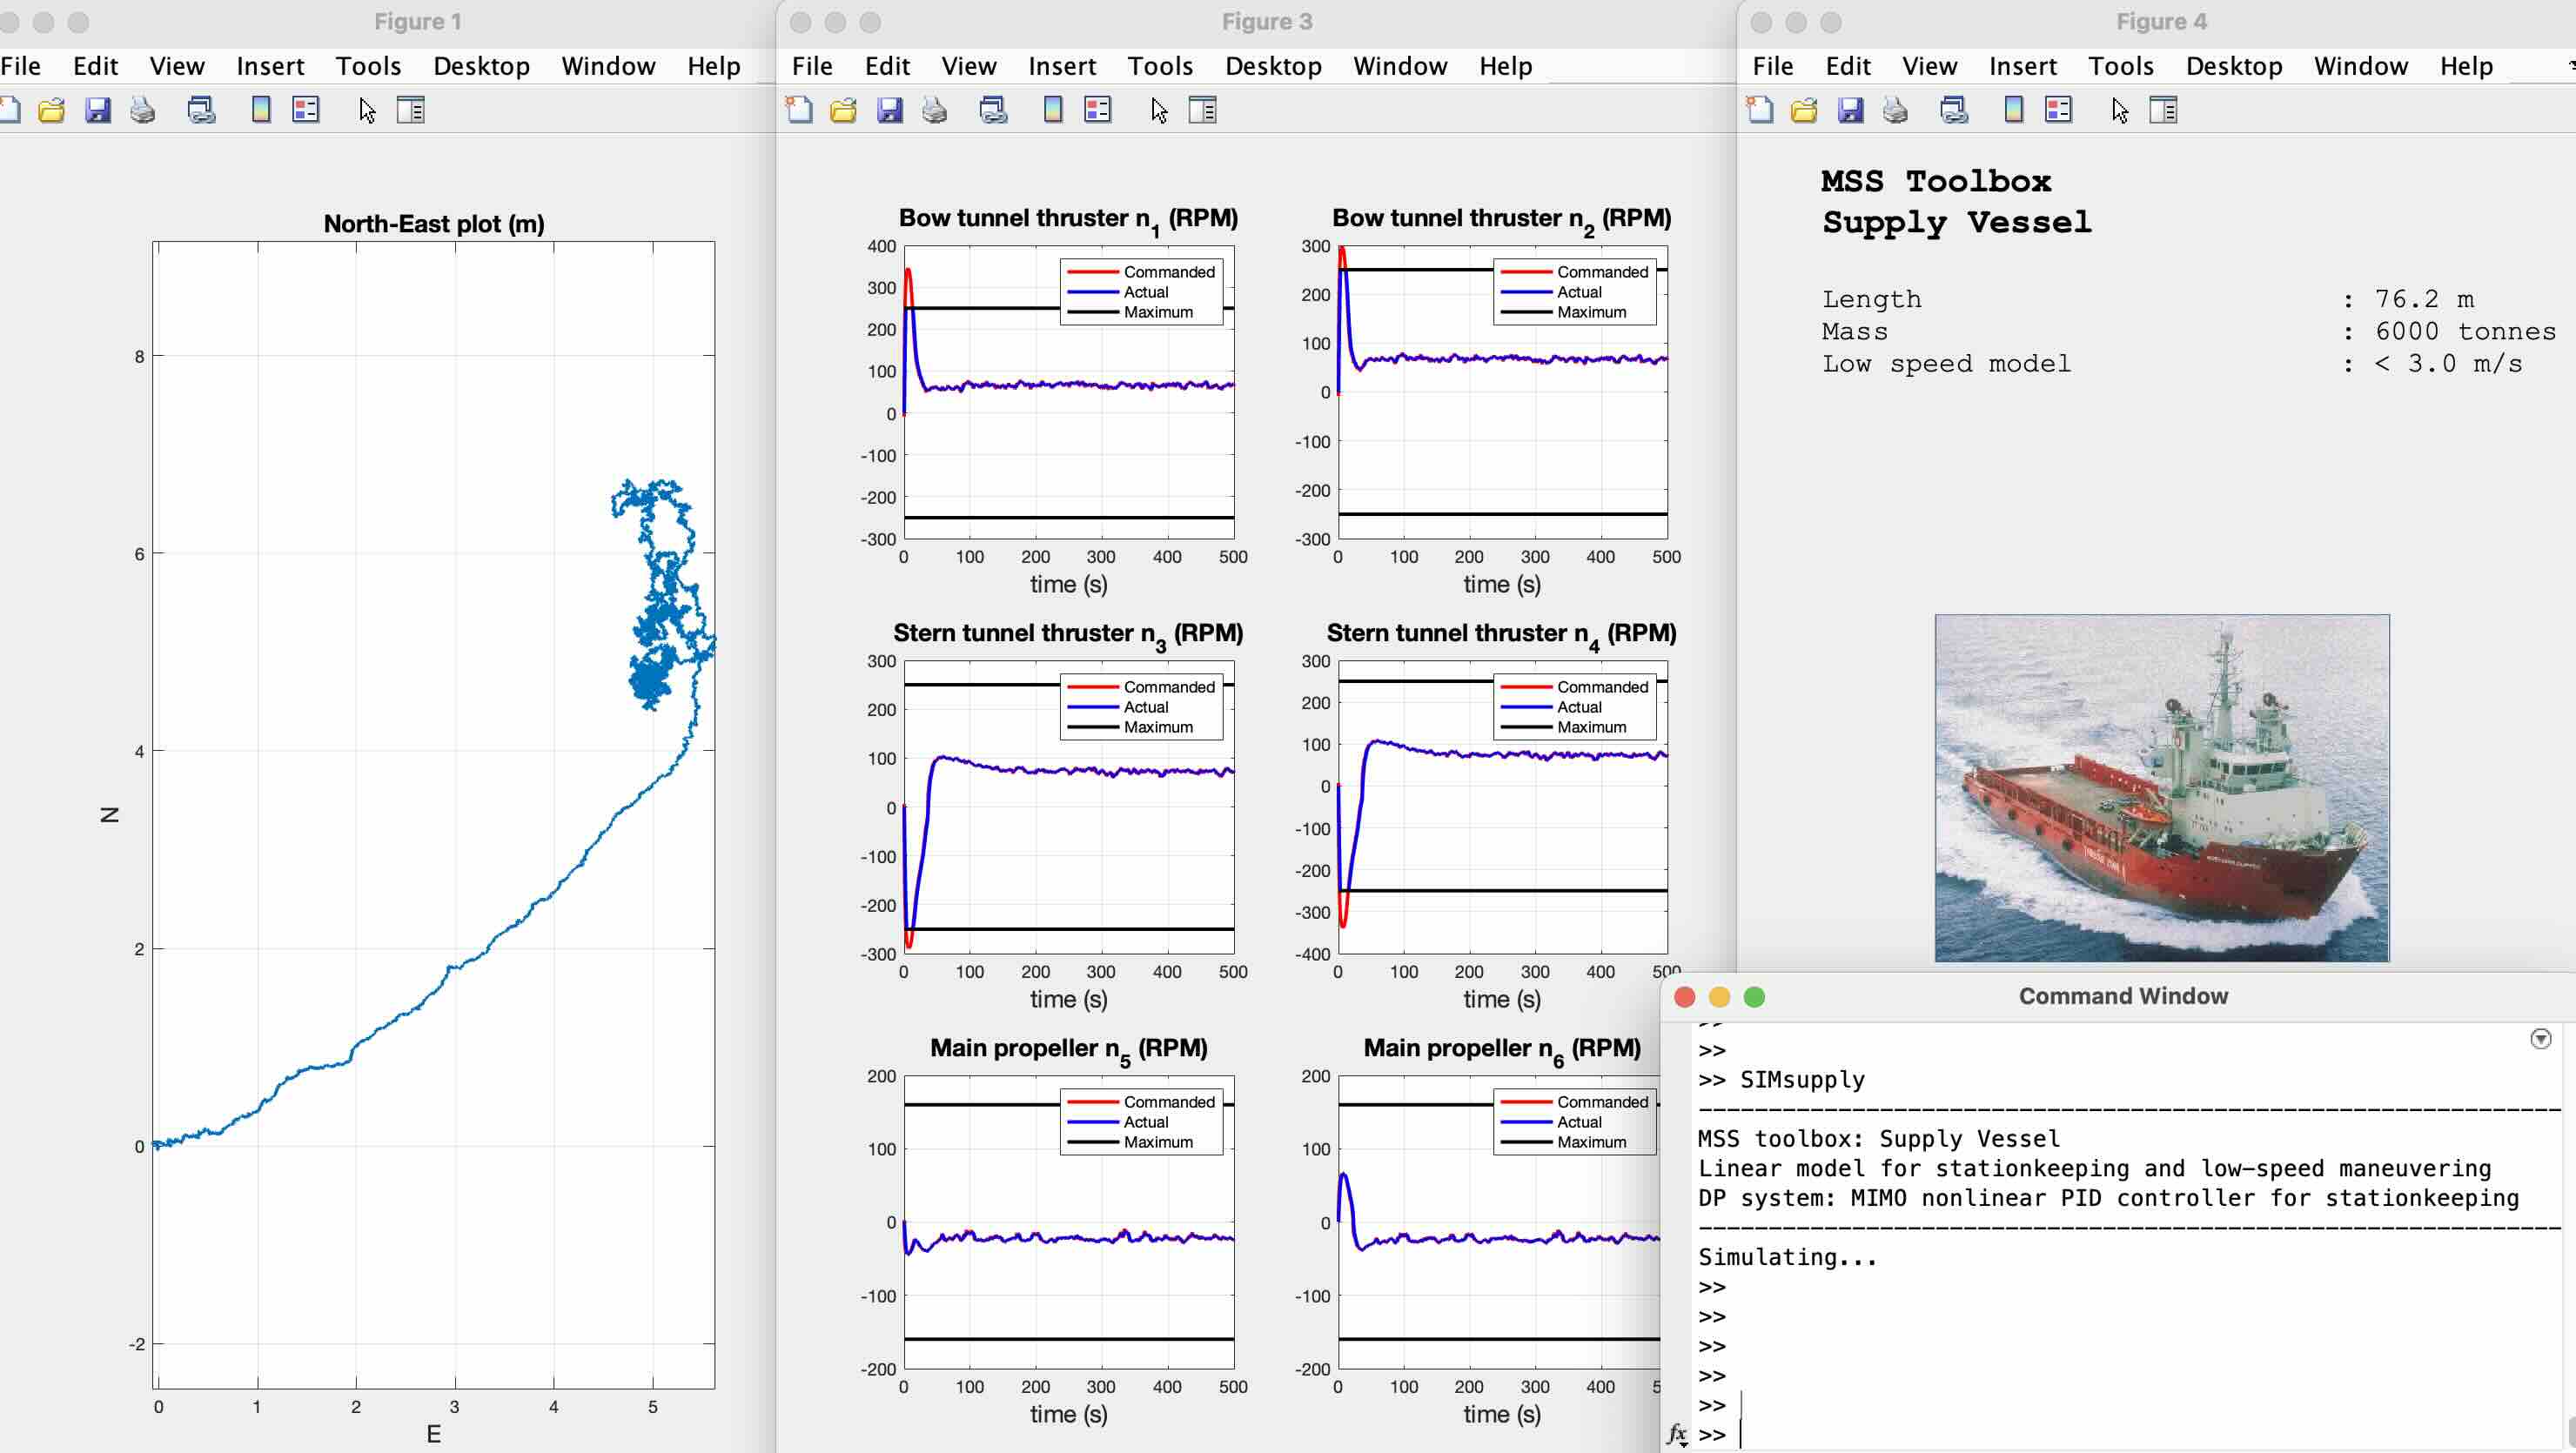 Figure 1
File Edit View Insert Tools Desktop Window Help
North-East plot (m)
8
6
4
2
0
-2
N
0 1 2 3 4 5
E
Figure 3
File Edit View Insert Tools Desktop Window Help
Bow tunnel thruster n1 (RPM)
400
300
200
100
0
-100
-200
-300
Commanded
Actual
Maximum
0 100 200 300 400 500
time (s)
Bow tunnel thruster n2 (RPM)
300
200
100
0
-100
-200
-300
Commanded
Actual
Maximum
0 100 200 300 400 500
time (s)
Stern tunnel thruster n3 (RPM)
300
200
100
0
-100
-200
-300
Commanded
Actual
Maximum
0 100 200 300 400 500
time (s)
Stern tunnel thruster n4 (RPM)
300
200
100
0
-100
-200
-300
-400
Commanded
Actual
Maximum
0 100 200 300 400 500
time (s)
Main propeller n5 (RPM)
200
100
0
-100
-200
Commanded
Actual
Maximum
0 100 200 300 400 500
time (s)
Main propeller n6 (RPM)
200
100
0
-100
-200
Commanded
Actual
Maximum
0 100 200 300 400 5
time (s)
Figure 4
File Edit View Insert Tools Desktop Window Help
MSS Toolbox
Supply Vessel
Length : 76.2 m
Mass : 6000 tonnes
Low speed model : < 3.0 m/s
Command Window
>>
>>
>> SIMsupply
MSS toolbox: Supply Vessel
Linear model for stationkeeping and low-speed maneuvering
DP system: MIMO nonlinear PID controller for stationkeeping
Simulating...
>>
>>
>>
>>
>>
fx >>